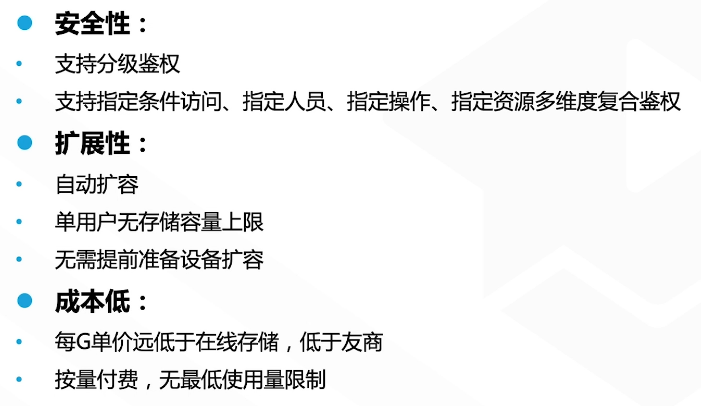 安全性：
支持分级鉴权
支持指定条件访问、指定人员、指定操作、指定资源多维度复合鉴权
扩展性：
自动扩容
单用户无存储容量上限
无需提前准备设备扩容
成本低：
每G单价远低于在线存储，低于友商
按量付费，无最低使用量限制